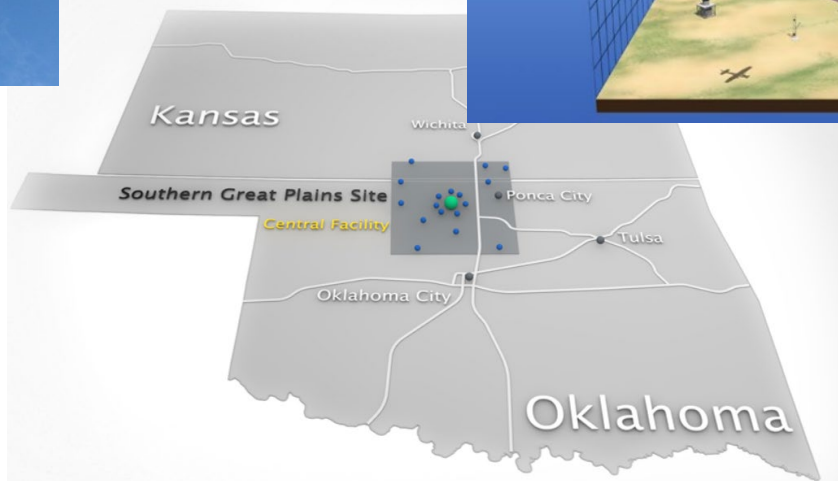 Kansas
Wichita
Southern Great Plains Site
Ponca City
Central Facility
Tulsa
Oklahoma City
Oklahoma